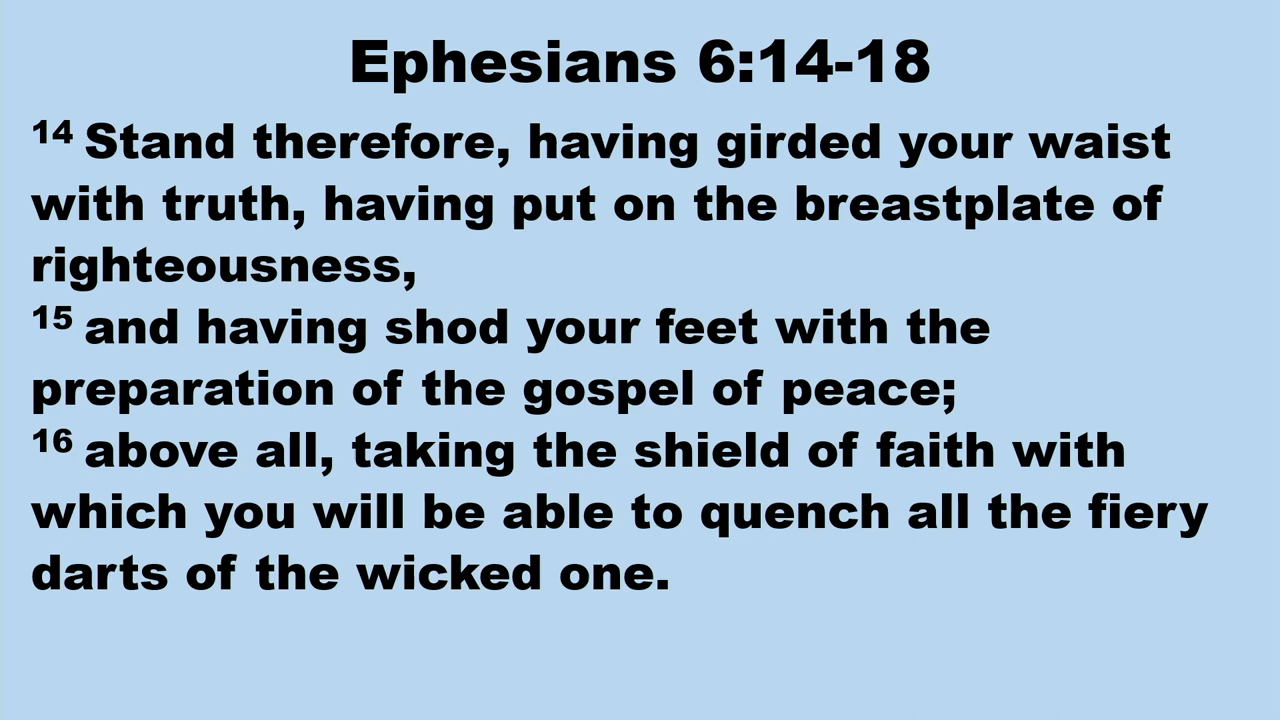 Ephesians 6:14-18
14 Stand therefore, having girded your waist
with truth, having put on the breastplate of
righteousness,
15 and having shod your feet with the
preparation of the gospel of peace;
16 above all, taking the shield of faith with
which you will be able to quench all the fiery
darts of the wicked one.